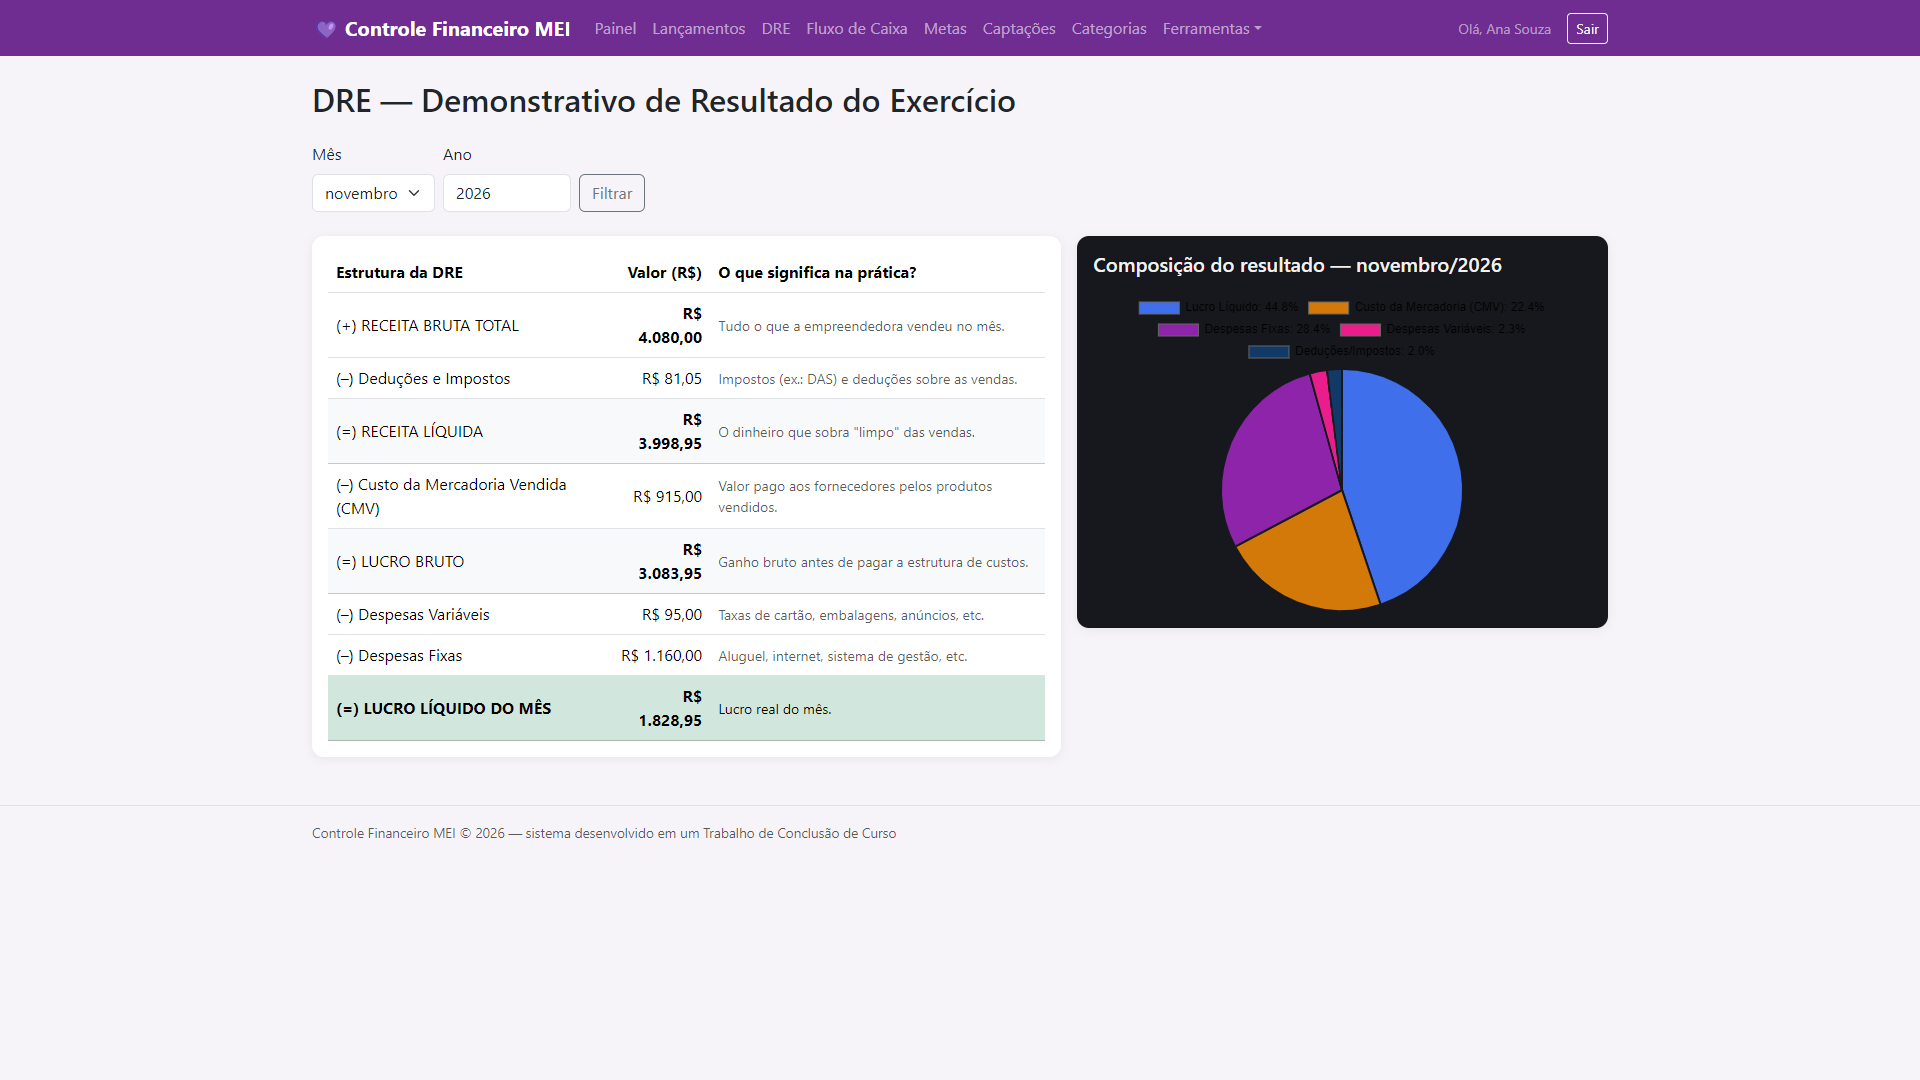 💜 Controle Financeiro MEI Painel Lançamentos DRE Fluxo de Caixa Metas Captações Categorias Ferramentas Olá, Ana Souza Sair
DRE — Demonstrativo de Resultado do Exercício
Mês Ano
novembro 2026 Filtrar
Estrutura da DRE Valor (R$) O que significa na prática?
(+) RECEITA BRUTA TOTAL R$ 4.080,00 Tudo o que a empreendedora vendeu no mês.
(–) Deduções e Impostos R$ 81,05 Impostos (ex.: DAS) e deduções sobre as vendas.
(=) RECEITA LÍQUIDA R$ 3.998,95 O dinheiro que sobra "limpo" das vendas.
(–) Custo da Mercadoria Vendida (CMV) R$ 915,00 Valor pago aos fornecedores pelos produtos vendidos.
(=) LUCRO BRUTO R$ 3.083,95 Ganho bruto antes de pagar a estrutura de custos.
(–) Despesas Variáveis R$ 95,00 Taxas de cartão, embalagens, anúncios, etc.
(–) Despesas Fixas R$ 1.160,00 Aluguel, internet, sistema de gestão, etc.
(=) LUCRO LÍQUIDO DO MÊS R$ 1.828,95 Lucro real do mês.
Composição do resultado — novembro/2026
Lucro Líquido: 44.8% Custo da Mercadoria (CMV): 22.4%
Despesas Fixas: 28.4% Despesas Variáveis: 2.3%
Deduções/Impostos: 2.0%
Controle Financeiro MEI © 2026 — sistema desenvolvido em um Trabalho de Conclusão de Curso